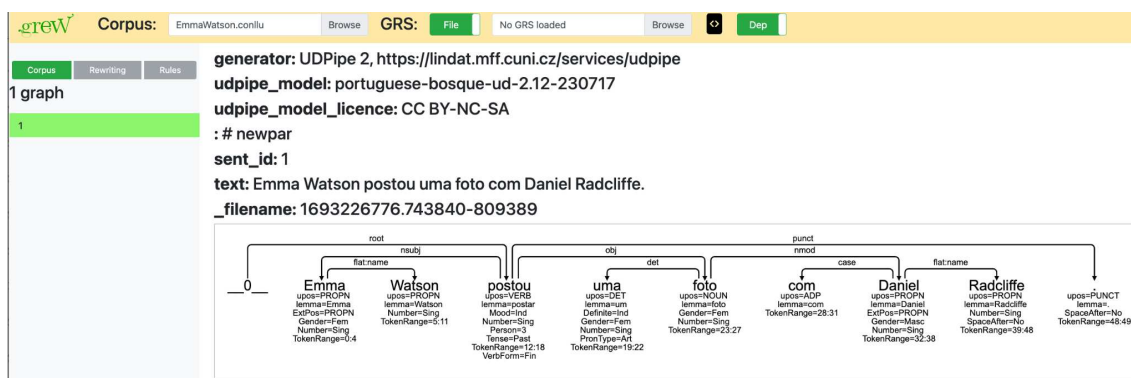 .grew Corpus: EmmaWatson.conllu Browse GRS: File No GRS loaded Browse <> Dep
Corpus Rewriting Rules
1 graph
1
generator: UDPipe 2, https://lindat.mff.cuni.cz/services/udpipe
udpipe_model: portuguese-bosque-ud-2.12-230717
udpipe_model_licence: CC BY-NC-SA
: # newpar
sent_id: 1
text: Emma Watson postou uma foto com Daniel Radcliffe.
_filename: 1693226776.743840-809389
root punct
nsubj obj nmod
flat:name det case flat:name
__0__ Emma Watson postou uma foto com Daniel Radcliffe .
upos=PROPN upos=PROPN upos=VERB upos=DET upos=NOUN upos=ADP upos=PROPN upos=PROPN upos=PUNCT
lemma=Emma lemma=Watson lemma=postar lemma=um lemma=foto lemma=com lemma=Daniel lemma=Radcliffe lemma=.
ExtPos=PROPN Number=Sing Mood=Ind Definite=Ind Gender=Fem TokenRange=28:31 ExtPos=PROPN Number=Sing SpaceAfter=No
Gender=Fem TokenRange=5:11 Number=Sing Gender=Fem Number=Sing Gender=Masc SpaceAfter=No TokenRange=48:49
Number=Sing Person=3 Number=Sing TokenRange=23:27 Number=Sing TokenRange=39:48
TokenRange=0:4 Tense=Past PronType=Art TokenRange=32:38
TokenRange=12:18 TokenRange=19:22
VerbForm=Fin